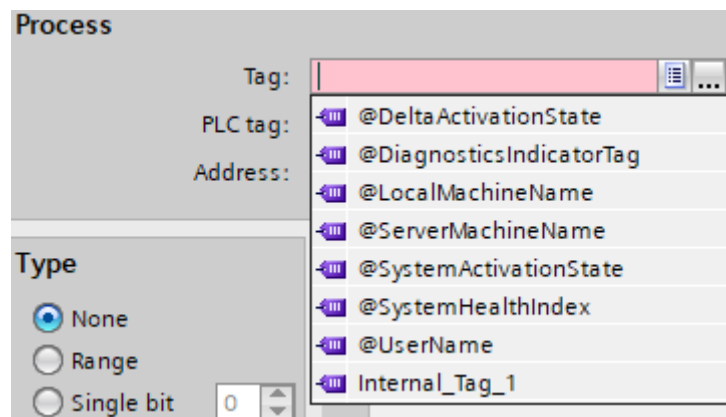 Process
Tag:
...
PLC tag:
Address:
@DeltaActivationState
@DiagnosticsIndicatorTag
@LocalMachineName
@ServerMachineName
@SystemActivationState
@SystemHealthIndex
@UserName
Internal_Tag_1
Type
None
Range
Single bit 0